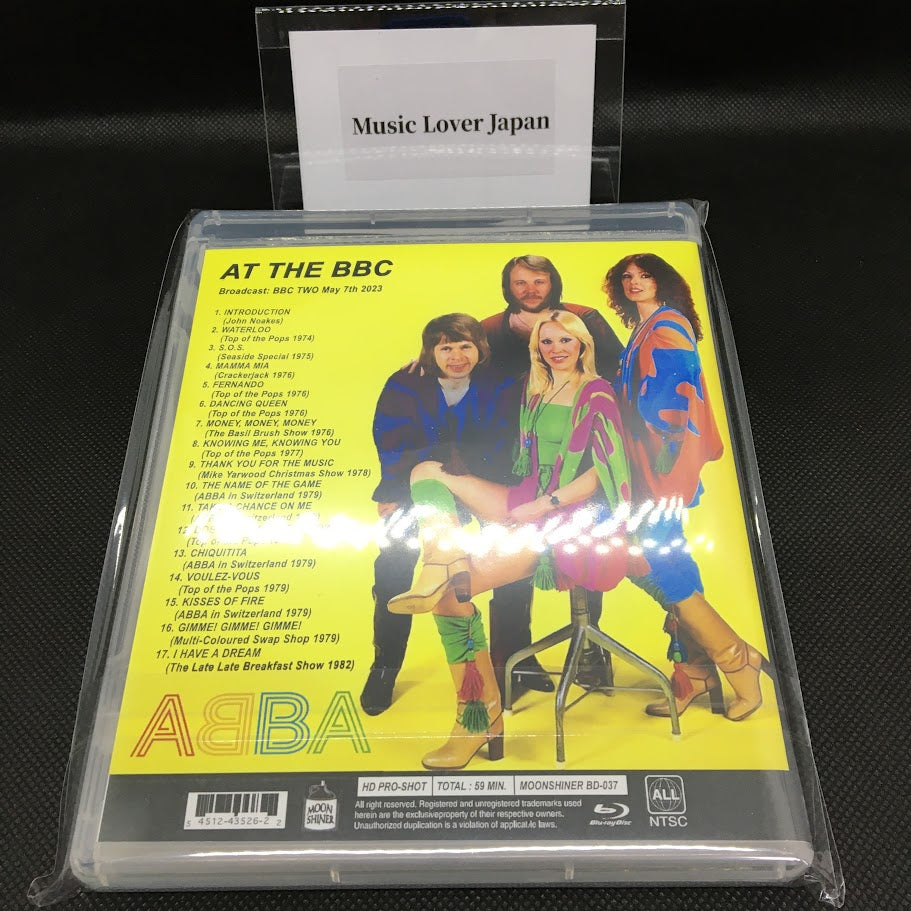 Music Lover Japan
AT THE BBC
Broadcast: BBC TWO May 7th 2023
1. INTRODUCTION
(John Noakes)
2. WATERLOO
(Top of the Pops 1974)
3. S.O.S.
(Seaside Special 1975)
4. MAMMA MIA
(Crackerjack 1976)
5. FERNANDO
(Top of the Pops 1976)
6. DANCING QUEEN
(Top of the Pops 1976)
7. MONEY, MONEY, MONEY
(The Basil Brush Show 1976)
8. KNOWING ME, KNOWING YOU
(Top of the Pops 1977)
9. THANK YOU FOR THE MUSIC
(Mike Yarwood Christmas Show 1978)
10. THE NAME OF THE GAME
(ABBA in Switzerland 1979)
11. TAKE A CHANCE ON ME
Switzerland
12.
(Top of the Pops
13. CHIQUITITA
(ABBA in Switzerland 1979)
14. VOULEZ-VOUS
(Top of the Pops 1979)
15. KISSES OF FIRE
(ABBA in Switzerland 1979)
16. GIMME! GIMME! GIMME!
(Multi-Coloured Swap Shop 1979)
17. I HAVE A DREAM
(The Late Late Breakfast Show 1982)
ABBA
HD PRO-SHOT TOTAL : 59 MIN. MOONSHINER BD-037
5 4512-43526-2 2
MOON SHINER
All right reserved. Registered and unregistered trademarks used
herein are the exclusiveproperty of their respective owners.
Unauthorized duplication is a violation of applicable laws.
Blu-ray Disc
ALL
NTSC